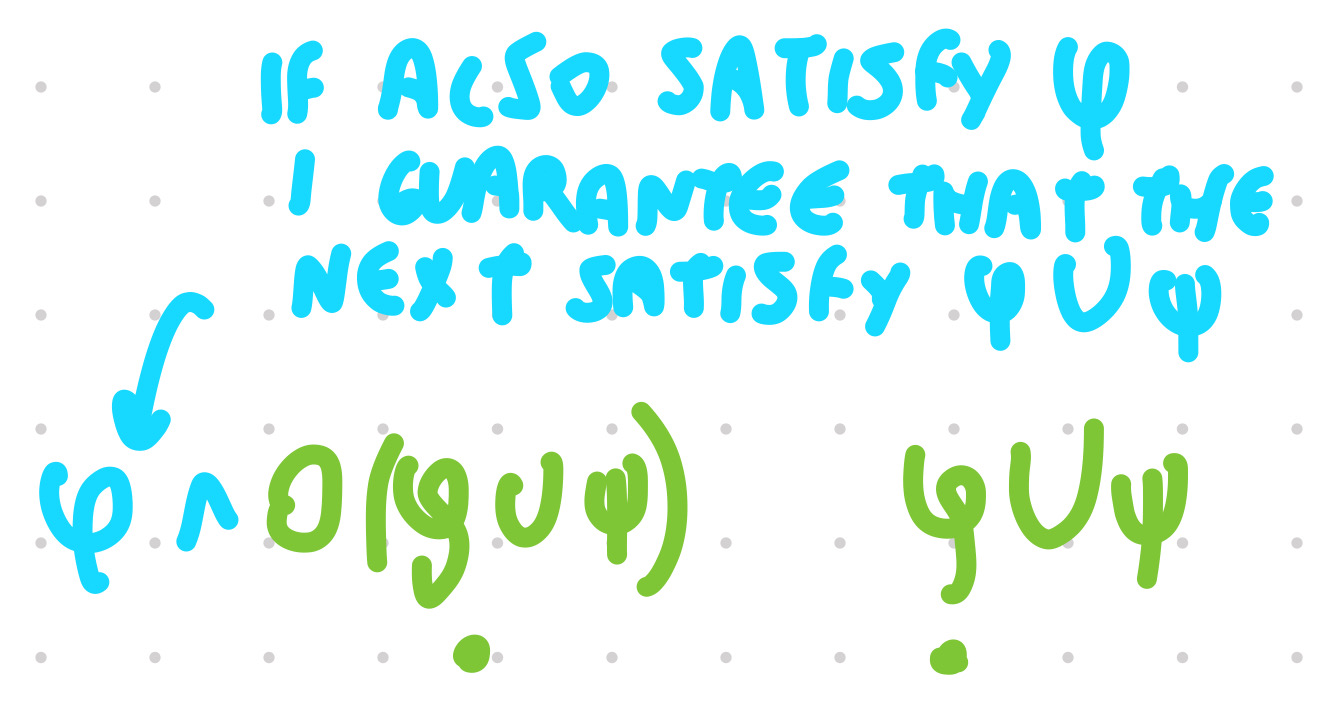 IF ALSO SATISFY φ
I GUARANTEE THAT THE
NEXT SATISFY φ U ψ
φ ∧ O(φ U ψ) φ U ψ